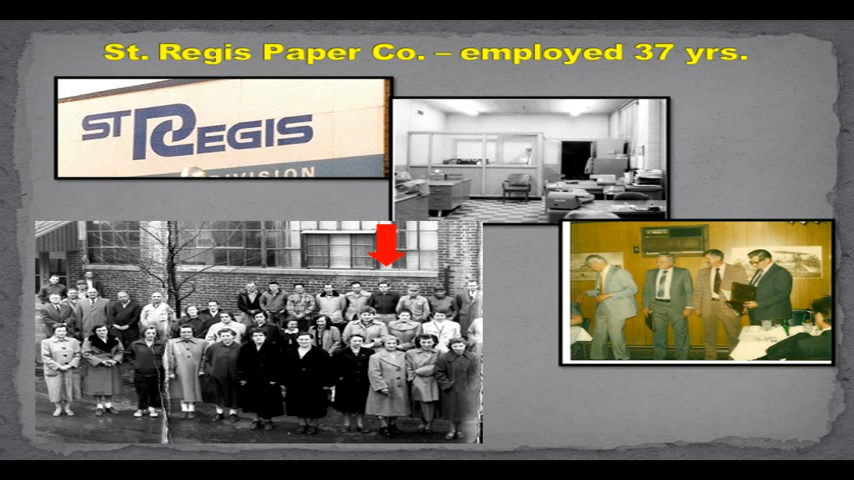 St. Regis Paper Co. – employed 37 yrs.
ST REGIS
DIVISION